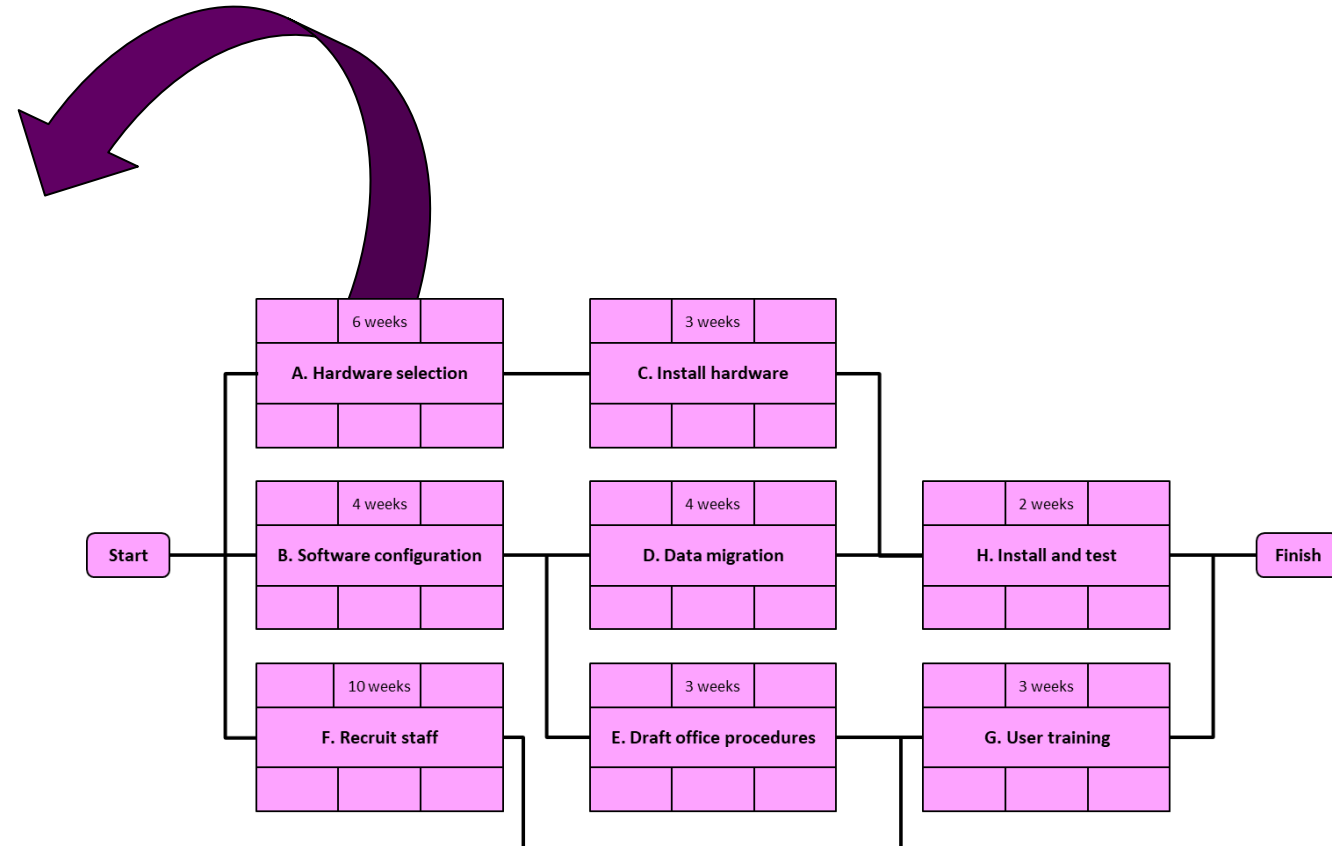 6 weeks
3 weeks
A. Hardware selection
C. Install hardware
4 weeks
4 weeks
2 weeks
Start
B. Software configuration
D. Data migration
H. Install and test
Finish
10 weeks
3 weeks
3 weeks
F. Recruit staff
E. Draft office procedures
G. User training